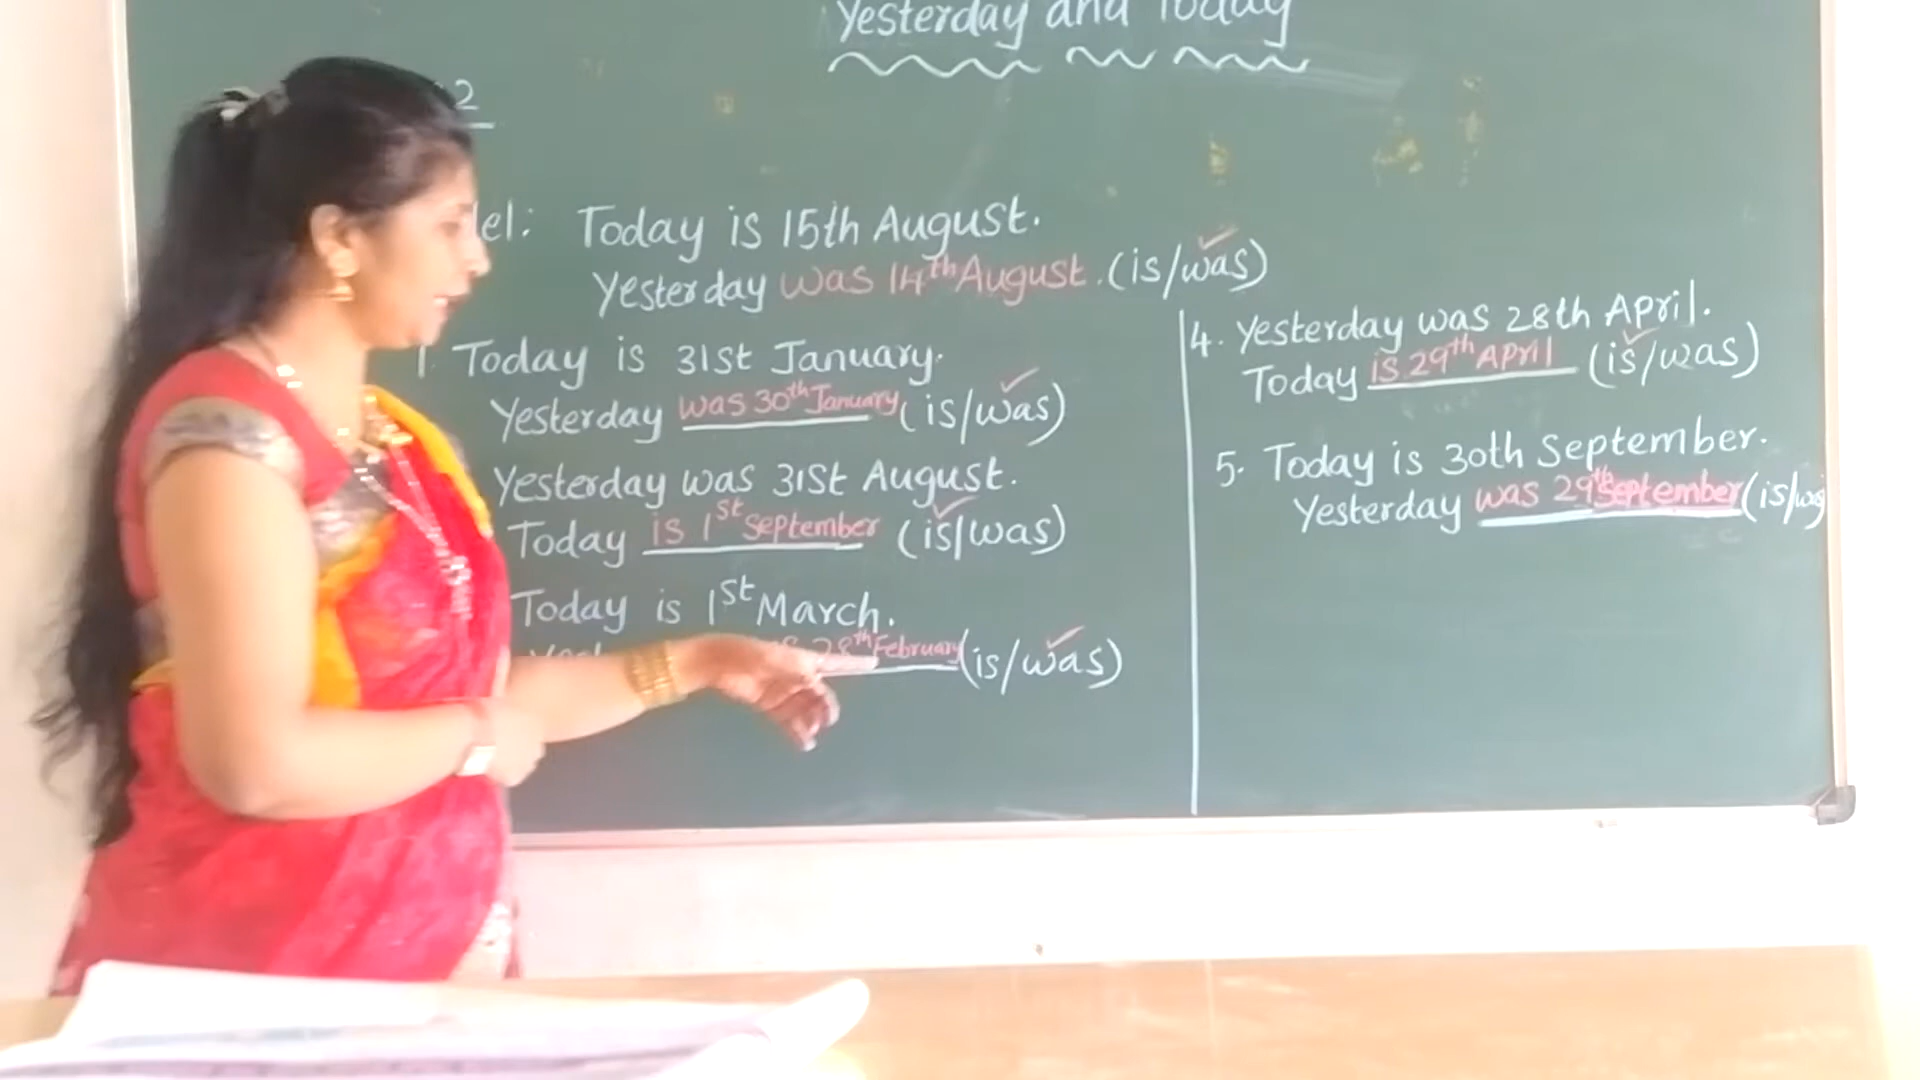 Yesterday and Today
2
el: Today is 15th August.
Yesterday was 14th August. (is/was)
1. Today is 31st January.
Yesterday was 30th January (is/was)
Yesterday was 31st August.
Today is 1st September (is/was)
Today is 1st March.
28th February (is/was)
4. Yesterday was 28th April.
Today is 29th April (is/was)
5. Today is 30th September.
Yesterday was 29th September (is/was